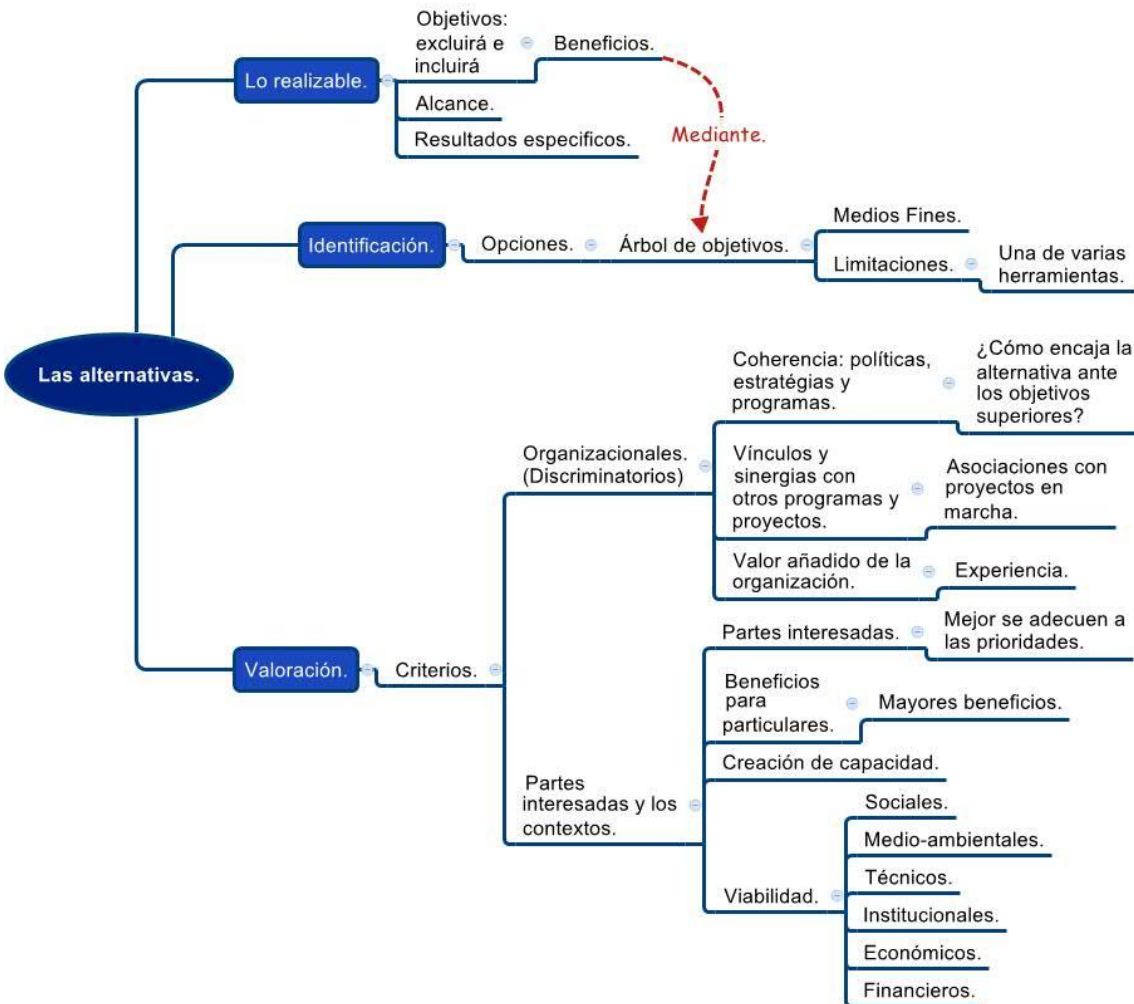 Las alternativas.
Lo realizable.
Objetivos:
excluirá e
incluirá
Beneficios.
Alcance.
Resultados especificos.
Mediante.
Identificación.
Opciones.
Árbol de objetivos.
Medios Fines.
Limitaciones.
Una de varias
herramientas.
Valoración.
Criterios.
Organizacionales.
(Discriminatorios)
Coherencia: políticas,
estratégias y
programas.
¿Cómo encaja la
alternativa ante
los objetivos
superiores?
Vínculos y
sinergias con
otros programas y
proyectos.
Asociaciones con
proyectos en
marcha.
Valor añadido de la
organización.
Experiencia.
Partes
interesadas y los
contextos.
Partes interesadas.
Mejor se adecuen a
las prioridades.
Beneficios
para
particulares.
Mayores beneficios.
Creación de capacidad.
Viabilidad.
Sociales.
Medio-ambientales.
Técnicos.
Institucionales.
Económicos.
Financieros.